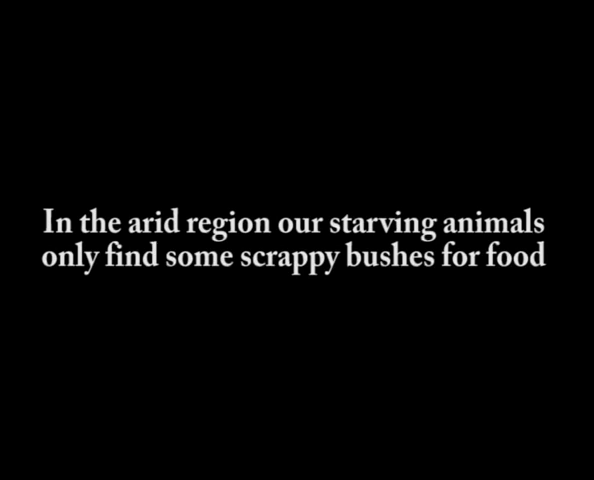 In the arid region our starving animals
only find some scrappy bushes for food